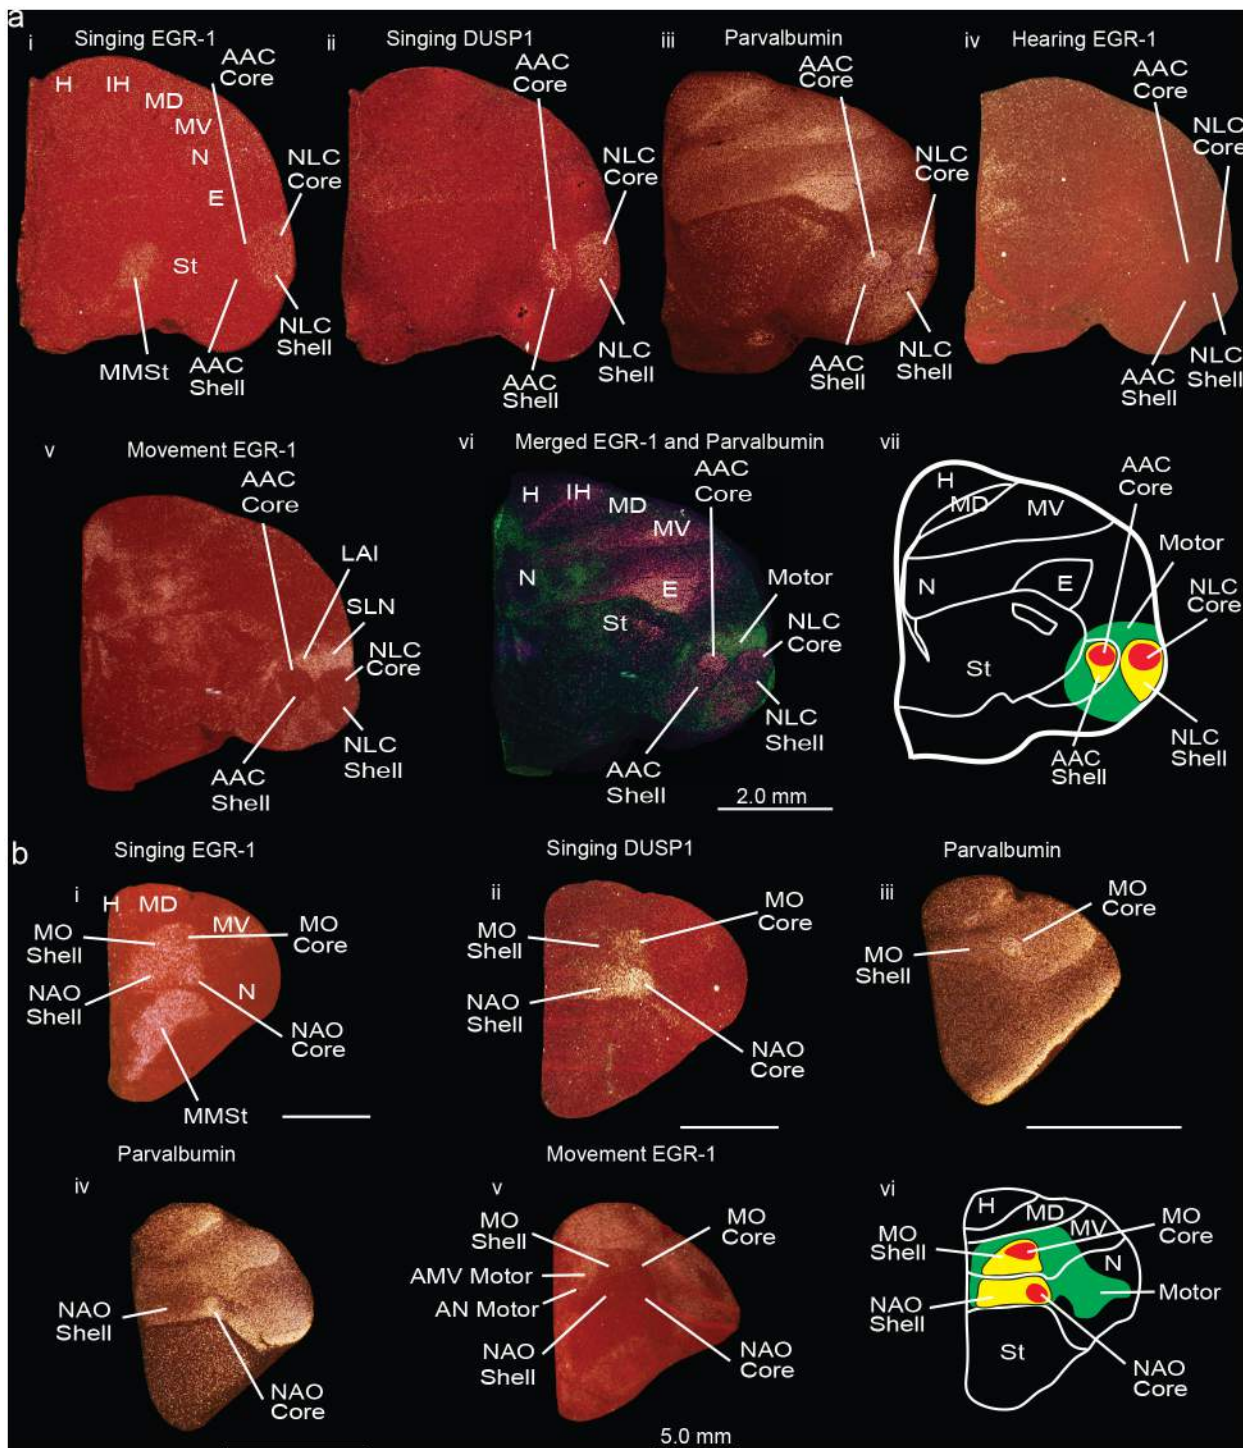 a
i
Singing EGR-1
AAC
Core
H
IH
MD
MV
N
E
St
NLC
Core
NLC
Shell
AAC
Shell
MMSt
ii
Singing DUSP1
AAC
Core
NLC
Core
NLC
Shell
AAC
Shell
iii
Parvalbumin
AAC
Core
NLC
Core
AAC
Shell
NLC
Shell
iv
Hearing EGR-1
AAC
Core
NLC
Core
AAC
Shell
NLC
Shell
v
Movement EGR-1
AAC
Core
LAI
SLN
NLC
Core
NLC
Shell
AAC
Shell
vi
Merged EGR-1 and Parvalbumin
AAC
Core
H
IH
MD
MV
N
E
St
Motor
NLC
Core
NLC
Shell
AAC
Shell
2.0 mm
vii
AAC
Core
H
MD
MV
Motor
N
E
NLC
Core
St
AAC
Shell
NLC
Shell
b
i
Singing EGR-1
H
MD
MV
MO
Shell
MO
Core
NAO
Shell
N
NAO
Core
MMSt
ii
Singing DUSP1
MO
Core
MO
Shell
NAO
Shell
NAO
Core
iii
Parvalbumin
MO
Core
MO
Shell
iv
Parvalbumin
NAO
Shell
NAO
Core
v
Movement EGR-1
MO
Shell
MO
Core
AMV Motor
AN Motor
NAO
Shell
NAO
Core
5.0 mm
vi
H
MD
MV
MO
Shell
MO
Core
N
NAO
Shell
Motor
St
NAO
Core